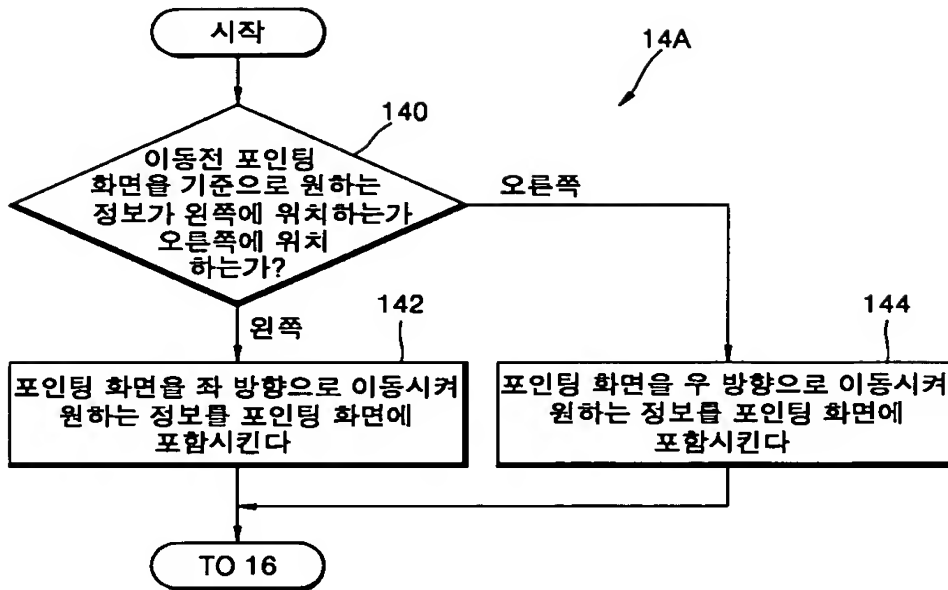 시작
14A
140
이동전 포인팅
화면을 기준으로 원하는
정보가 왼쪽에 위치하는가
오른쪽에 위치
하는가?
오른쪽
왼쪽
142
144
포인팅 화면을 좌 방향으로 이동시켜
원하는 정보를 포인팅 화면에
포함시킨다
포인팅 화면을 우 방향으로 이동시켜
원하는 정보를 포인팅 화면에
포함시킨다
TO 16